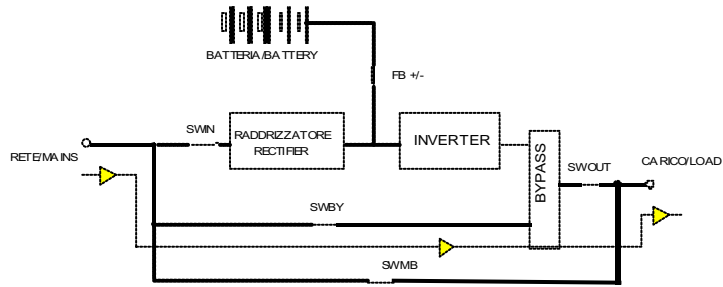 BATTERIA/BATTERY
FB +/-
SWIN
RADDRIZZATORE
RECTIFIER
INVERTER
BYPASS
SWOUT
CARICO/LOAD
RETE/MAINS
SWBY
SWMB